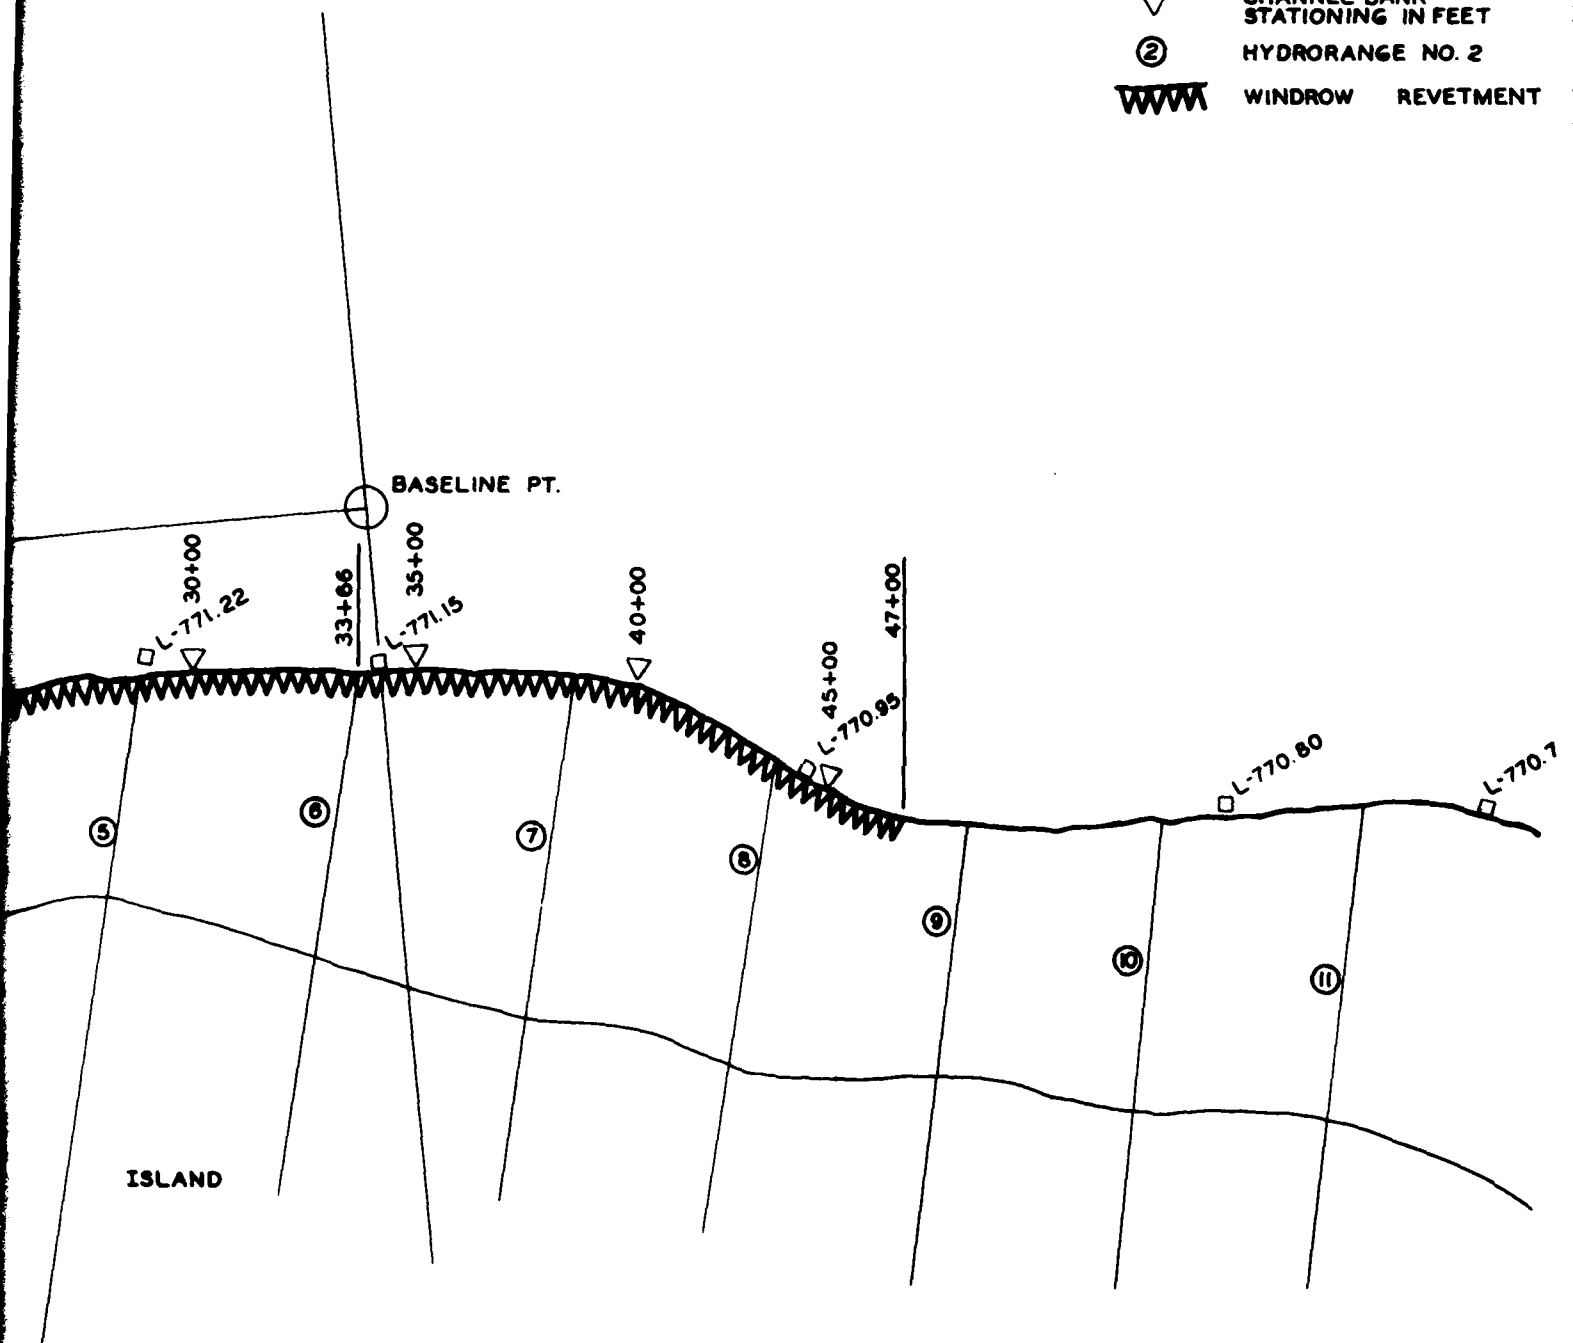 STATIONING IN FEET
② HYDRORANGE NO. 2
WINDROW REVETMENT
BASELINE PT.
30+00
L-771.22
33+66
35+00
L-771.15
40+00
45+00
L-770.95
47+00
L-770.80
L-770.7
5
6
7
8
9
10
11
ISLAND